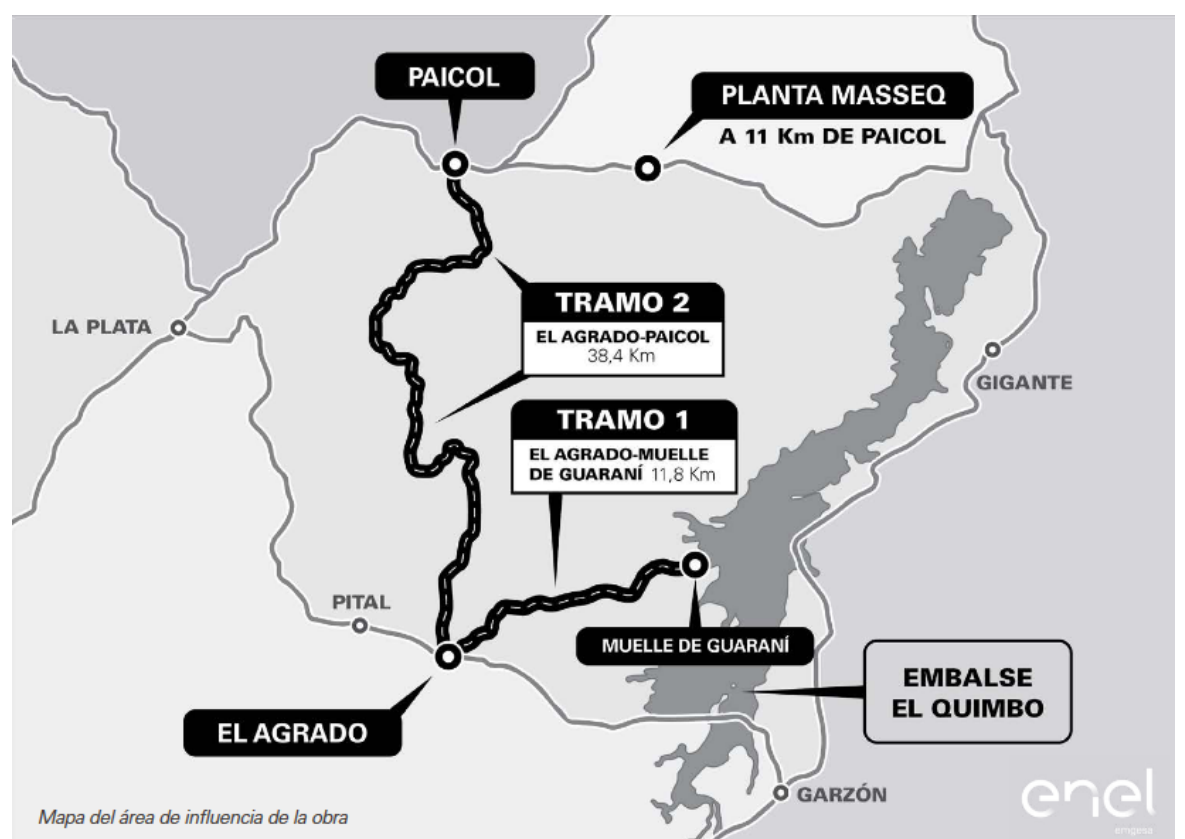 PAICOL
PLANTA MASSEQ
A 11 Km DE PAICOL
TRAMO 2
EL AGRADO-PAICOL
38,4 Km
LA PLATA
GIGANTE
TRAMO 1
EL AGRADO-MUELLE
DE GUARANÍ 11,8 Km
PITAL
MUELLE DE GUARANÍ
EMBALSE
EL QUIMBO
EL AGRADO
GARZÓN
enel
emgesa
Mapa del área de influencia de la obra